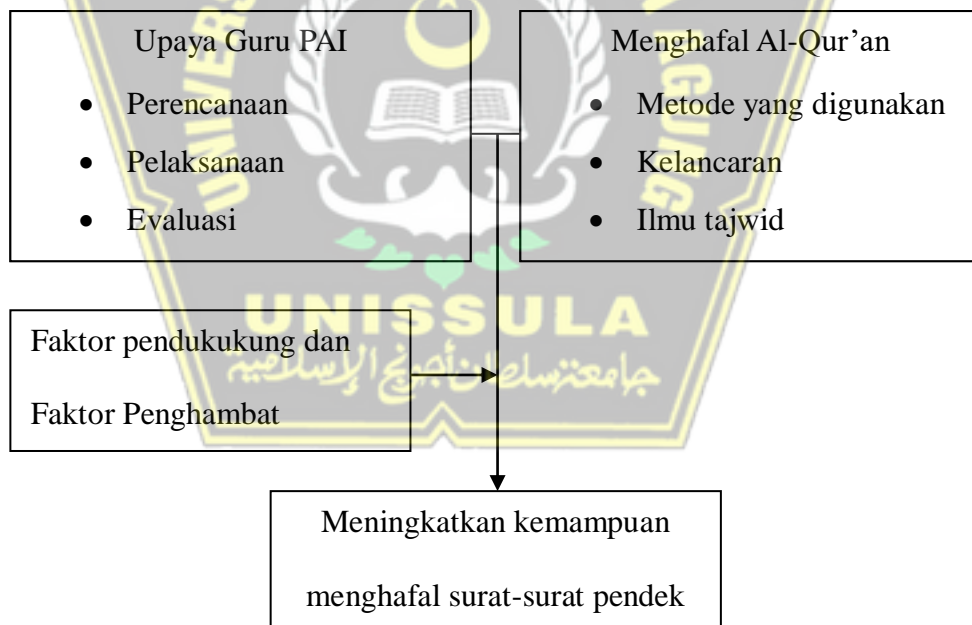 Upaya Guru PAI
• Perencanaan
• Pelaksanaan
• Evaluasi
Menghafal Al-Qur’an
• Metode yang digunakan
• Kelancaran
• Ilmu tajwid
UNISSULA
جامعة سلطان أجونج الإسلامية
Faktor pendukukung dan
Faktor Penghambat
Meningkatkan kemampuan
menghafal surat-surat pendek